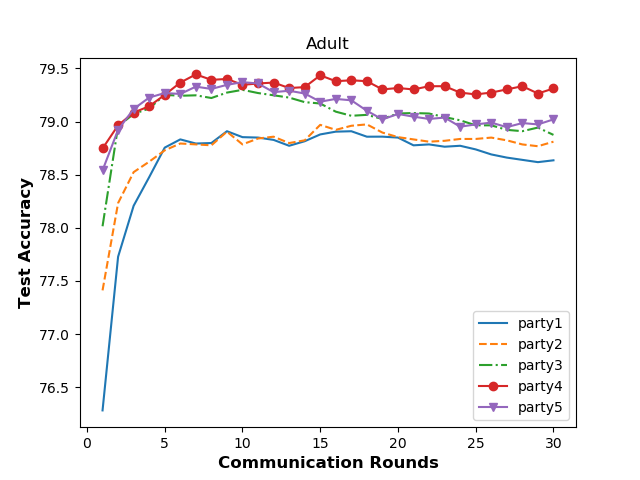 Adult
79.5
79.0
78.5
78.0
77.5
77.0
76.5
Test Accuracy
0 5 10 15 20 25 30
Communication Rounds
party1
party2
party3
party4
party5